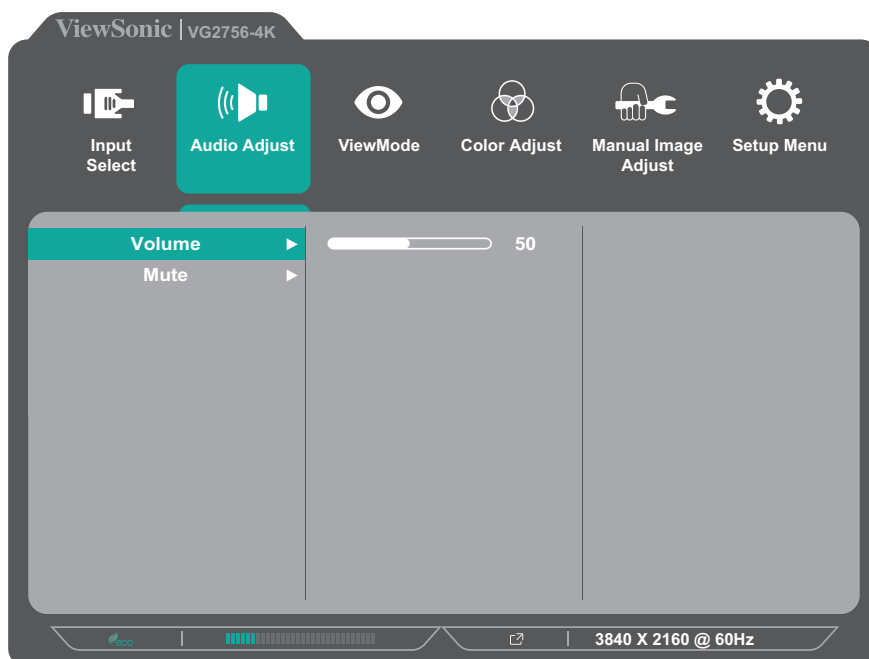 ViewSonic | VG2756-4K
Input Select
Audio Adjust
ViewMode
Color Adjust
Manual Image Adjust
Setup Menu
Volume
50
Mute
eco
3840 X 2160 @ 60Hz